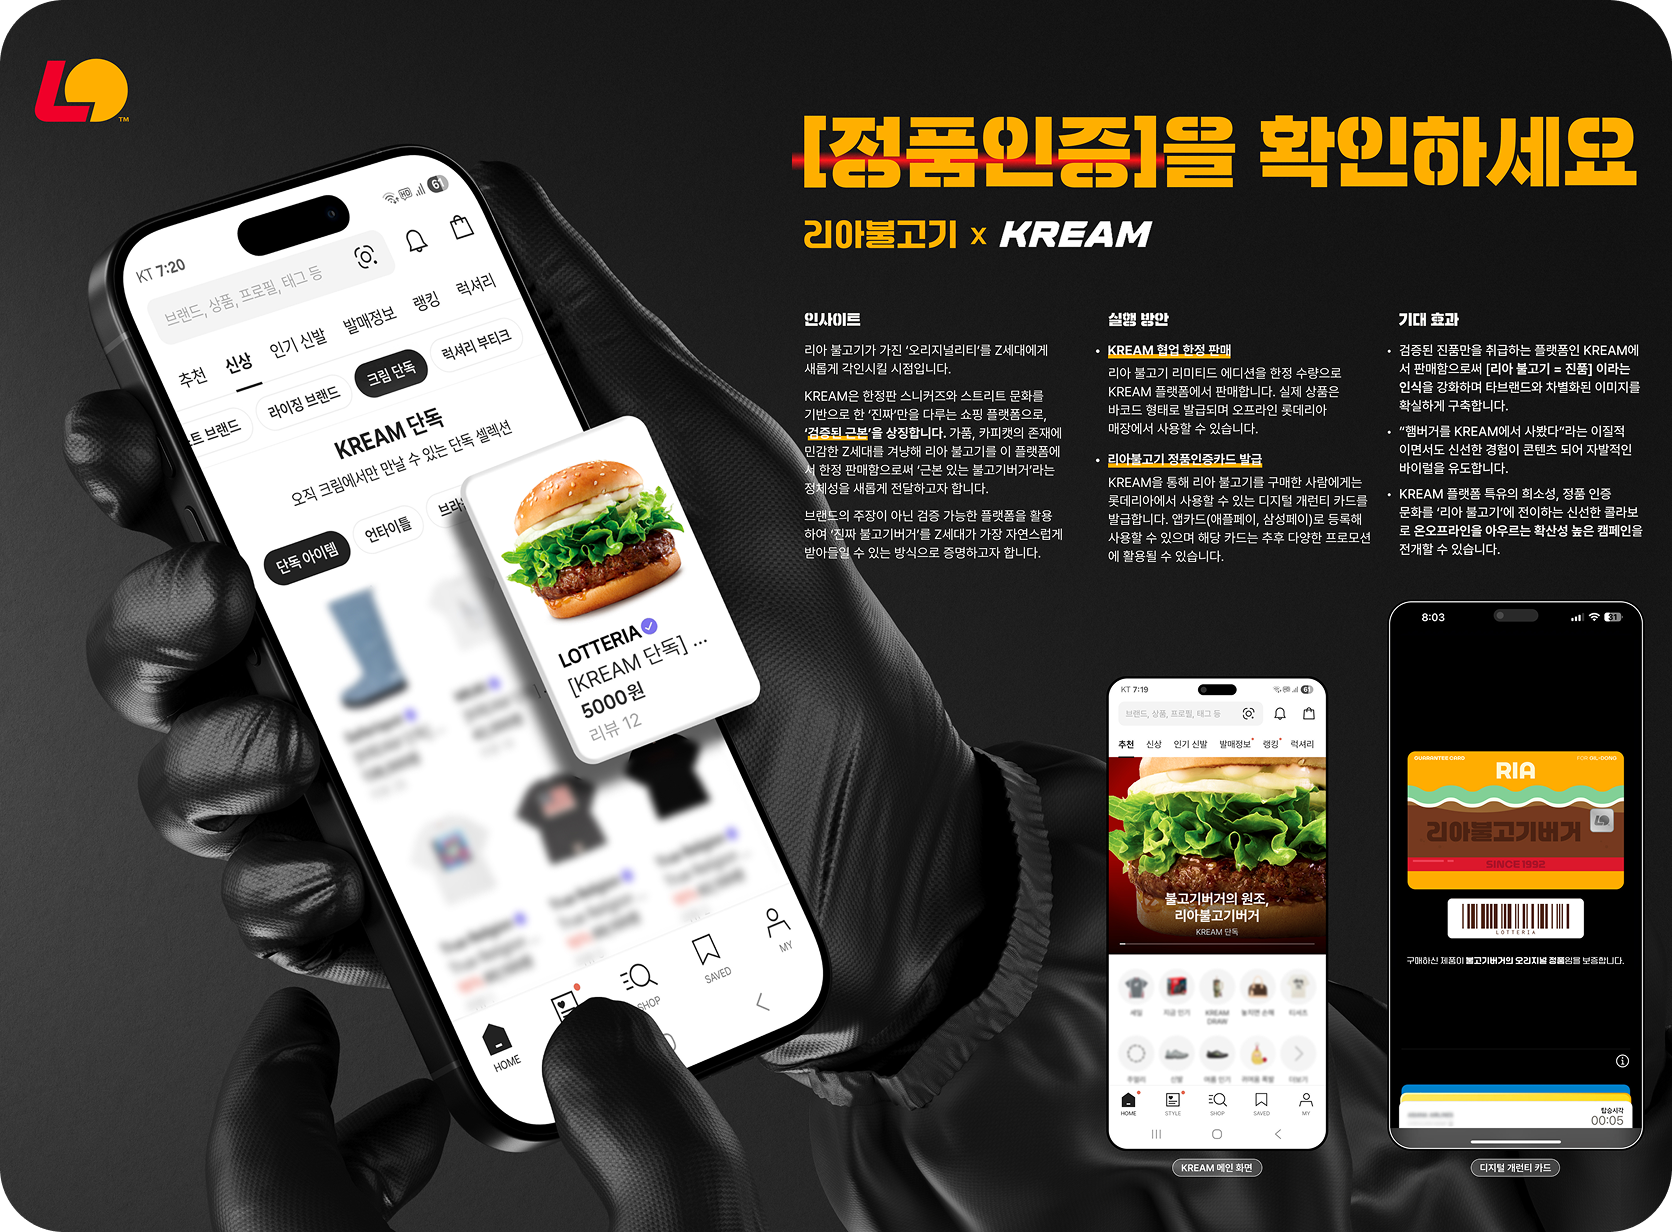 LO TM
[정품인증]을 확인하세요
리아불고기 x KREAM
인사이트
리아 불고기가 가진 ‘오리지널리티’를 Z세대에게
새롭게 각인시킬 시점입니다.
KREAM은 한정판 스니커즈와 스트리트 문화를
기반으로 한 ‘진짜’만을 다루는 쇼핑 플랫폼으로,
‘검증된 근본’을 상징합니다. 가품, 카피캣의 존재에
민감한 Z세대를 겨냥해 리아 불고기를 이 플랫폼에
서 한정 판매함으로써 ‘근본 있는 불고기버거’라는
정체성을 새롭게 전달하고자 합니다.
브랜드의 주장이 아닌 검증 가능한 플랫폼을 활용
하여 ‘진짜 불고기버거’를 Z세대가 가장 자연스럽게
받아들일 수 있는 방식으로 증명하고자 합니다.
실행 방안
• KREAM 협업 한정 판매
리아 불고기 리미티드 에디션을 한정 수량으로
KREAM 플랫폼에서 판매합니다. 실제 상품은
바코드 형태로 발급되며 오프라인 롯데리아
매장에서 사용할 수 있습니다.
• 리아불고기 정품인증카드 발급
KREAM을 통해 리아 불고기를 구매한 사람에게는
롯데리아에서 사용할 수 있는 디지털 개런티 카드를
발급합니다. 앱카드(애플페이, 삼성페이)로 등록해
사용할 수 있으며 해당 카드는 추후 다양한 프로모션
에 활용될 수 있습니다.
기대 효과
• 검증된 진품만을 취급하는 플랫폼인 KREAM에
서 판매함으로써 [리아 불고기 = 진품] 이라는
인식을 강화하며 타브랜드와 차별화된 이미지를
확실하게 구축합니다.
• “햄버거를 KREAM에서 사봤다”라는 이질적
이면서도 신선한 경험이 콘텐츠 되어 자발적인
바이럴을 유도합니다.
• KREAM 플랫폼 특유의 희소성, 정품 인증
문화를 ‘리아 불고기’에 전이하는 신선한 콜라보
로 온오프라인을 아우르는 확산성 높은 캠페인을
전개할 수 있습니다.
KT 7:20 HD 61
브랜드, 상품, 프로필, 태그 등
추천 신상 인기 신발 발매정보 랭킹 럭셔리
트 브랜드 라이징 브랜드 크림 단독 럭셔리 부티크
KREAM 단독
오직 크림에서만 만날 수 있는 단독 셀렉션
단독 아이템 언타이틀 브라
LOTTERIA
[KREAM 단독] ...
5000원
리뷰 12
HOME SHOP SAVED MY
KT 7:19
브랜드, 상품, 프로필, 태그 등
추천 신상 인기 신발 발매정보 랭킹 럭셔리
불고기버거의 원조,
리아불고기버거
KREAM 단독
세일 지금 인기 KREAM DRAW 놓치면 손해 티셔츠
주얼리 신발 여름 인기 더보기
HOME STYLE SHOP SAVED MY
KREAM 메인 화면
8:03 31
GUARANTEE CARD FOR GIL-DONG
RIA
리아불고기버거
SINCE 1992
LOTTERIA
구매하신 제품이 불고기버거의 오리지널 정품임을 보증합니다.
탑승시각
00:05
디지털 개런티 카드